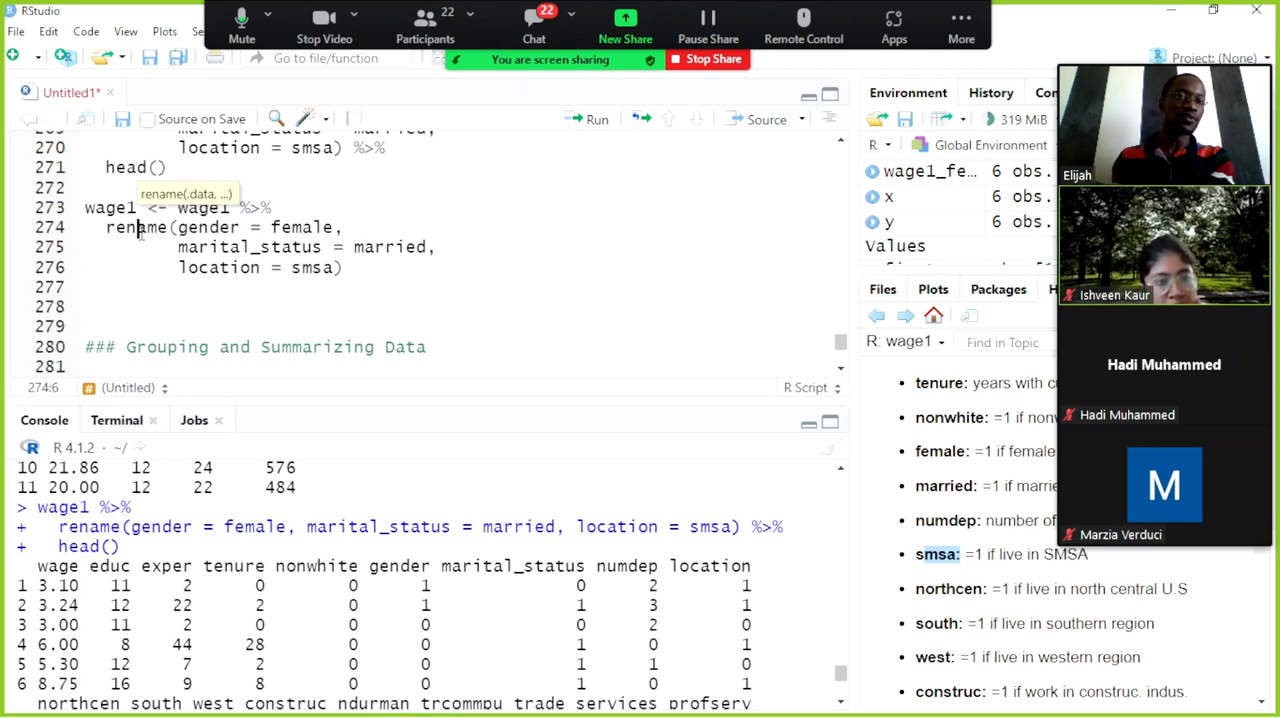 RStudio
File Edit Code View Plots
Mute Stop Video Participants 22 Chat 22 New Share Pause Share Remote Control Apps More
You are screen sharing Stop Share
Go to file/function
Project: (None)
Untitled1*
Source on Save Run Source
270 location = smsa) %>%
271 head()
272
rename(.data, ...)
273 wage1 <- wage1 %>%
274 rename(gender = female,
275 marital_status = married,
276 location = smsa)
277
278
279
280 ### Grouping and Summarizing Data
281
274:6 (Untitled) R Script
Console Terminal Jobs
R 4.1.2 · ~/
10 21.86 12 24 576
11 20.00 12 22 484
> wage1 %>%
+ rename(gender = female, marital_status = married, location = smsa) %>%
+ head()
wage educ exper tenure nonwhite gender marital_status numdep location
1 3.10 11 2 0 0 1 0 2 1
2 3.24 12 22 2 0 1 1 3 1
3 3.00 11 2 0 0 0 0 2 0
4 6.00 8 44 28 0 0 1 0 1
5 5.30 12 7 2 0 0 1 1 0
6 8.75 16 9 8 0 0 1 0 1
northcen south west construc ndurman trcommpu trade services profserv
Environment History
319 MiB
R Global Environment
wage1_fe... 6 obs.
x 6 obs.
y 6 obs.
Values
Files Plots Packages
R: wage1 Find in Topic
tenure: years with
nonwhite: =1 if
female: =1 if
married: =1 if
numdep: number of
smsa: =1 if live in SMSA
northcen: =1 if live in north central U.S
south: =1 if live in southern region
west: =1 if live in western region
construc: =1 if work in construc. indus.
Elijah
Ishveen Kaur
Hadi Muhammed
Hadi Muhammed
M
Marzia Verduci